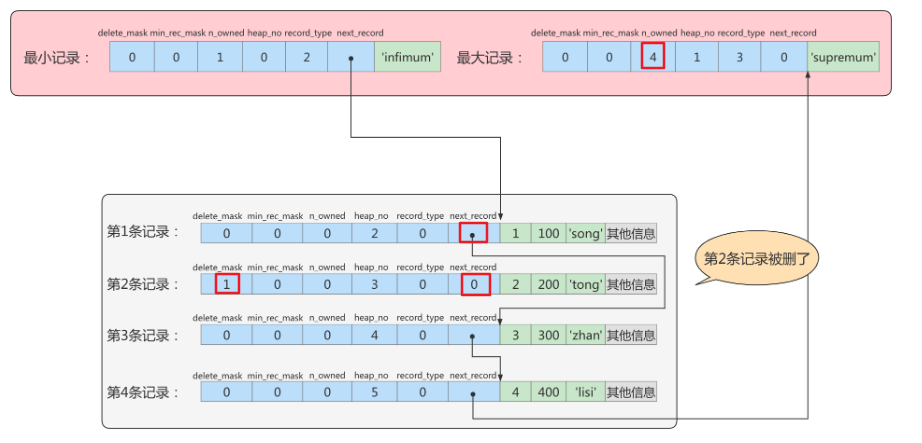 delete_mask min_rec_mask n_owned heap_no record_type next_record
最小记录： 0 0 1 0 2 'infimum'
delete_mask min_rec_mask n_owned heap_no record_type next_record
最大记录： 0 0 4 1 3 0 'supremum'
delete_mask min_rec_mask n_owned heap_no record_type next_record
第1条记录： 0 0 0 2 0 1 100 'song' 其他信息
delete_mask min_rec_mask n_owned heap_no record_type next_record
第2条记录： 1 0 0 3 0 0 2 200 'tong' 其他信息
第2条记录被删了
delete_mask min_rec_mask n_owned heap_no record_type next_record
第3条记录： 0 0 0 4 0 3 300 'zhan' 其他信息
delete_mask min_rec_mask n_owned heap_no record_type next_record
第4条记录： 0 0 0 5 0 4 400 'lisi' 其他信息